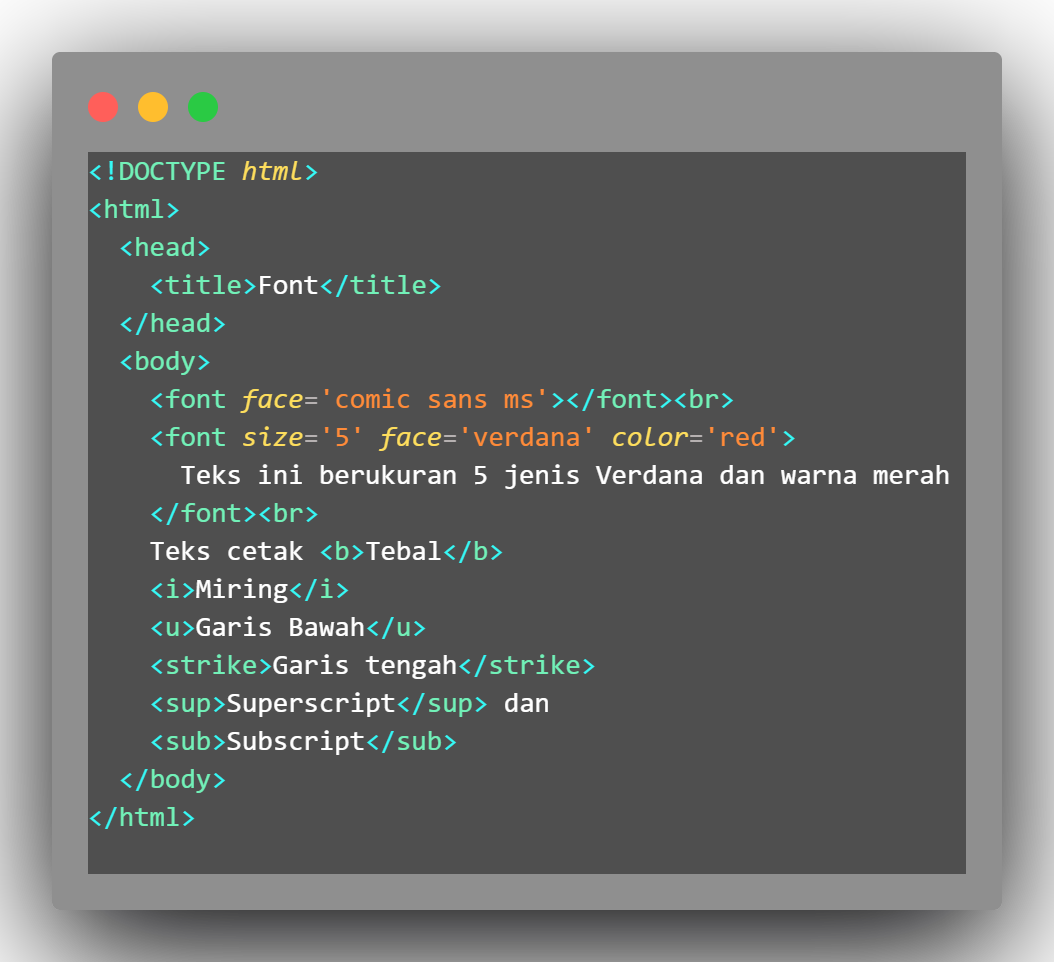 <!DOCTYPE html>
<html>
  <head>
    <title>Font</title>
  </head>
  <body>
    <font face='comic sans ms'></font><br>
    <font size='5' face='verdana' color='red'>
      Teks ini berukuran 5 jenis Verdana dan warna merah
    </font><br>
    Teks cetak <b>Tebal</b>
    <i>Miring</i>
    <u>Garis Bawah</u>
    <strike>Garis tengah</strike>
    <sup>Superscript</sup> dan
    <sub>Subscript</sub>
  </body>
</html>